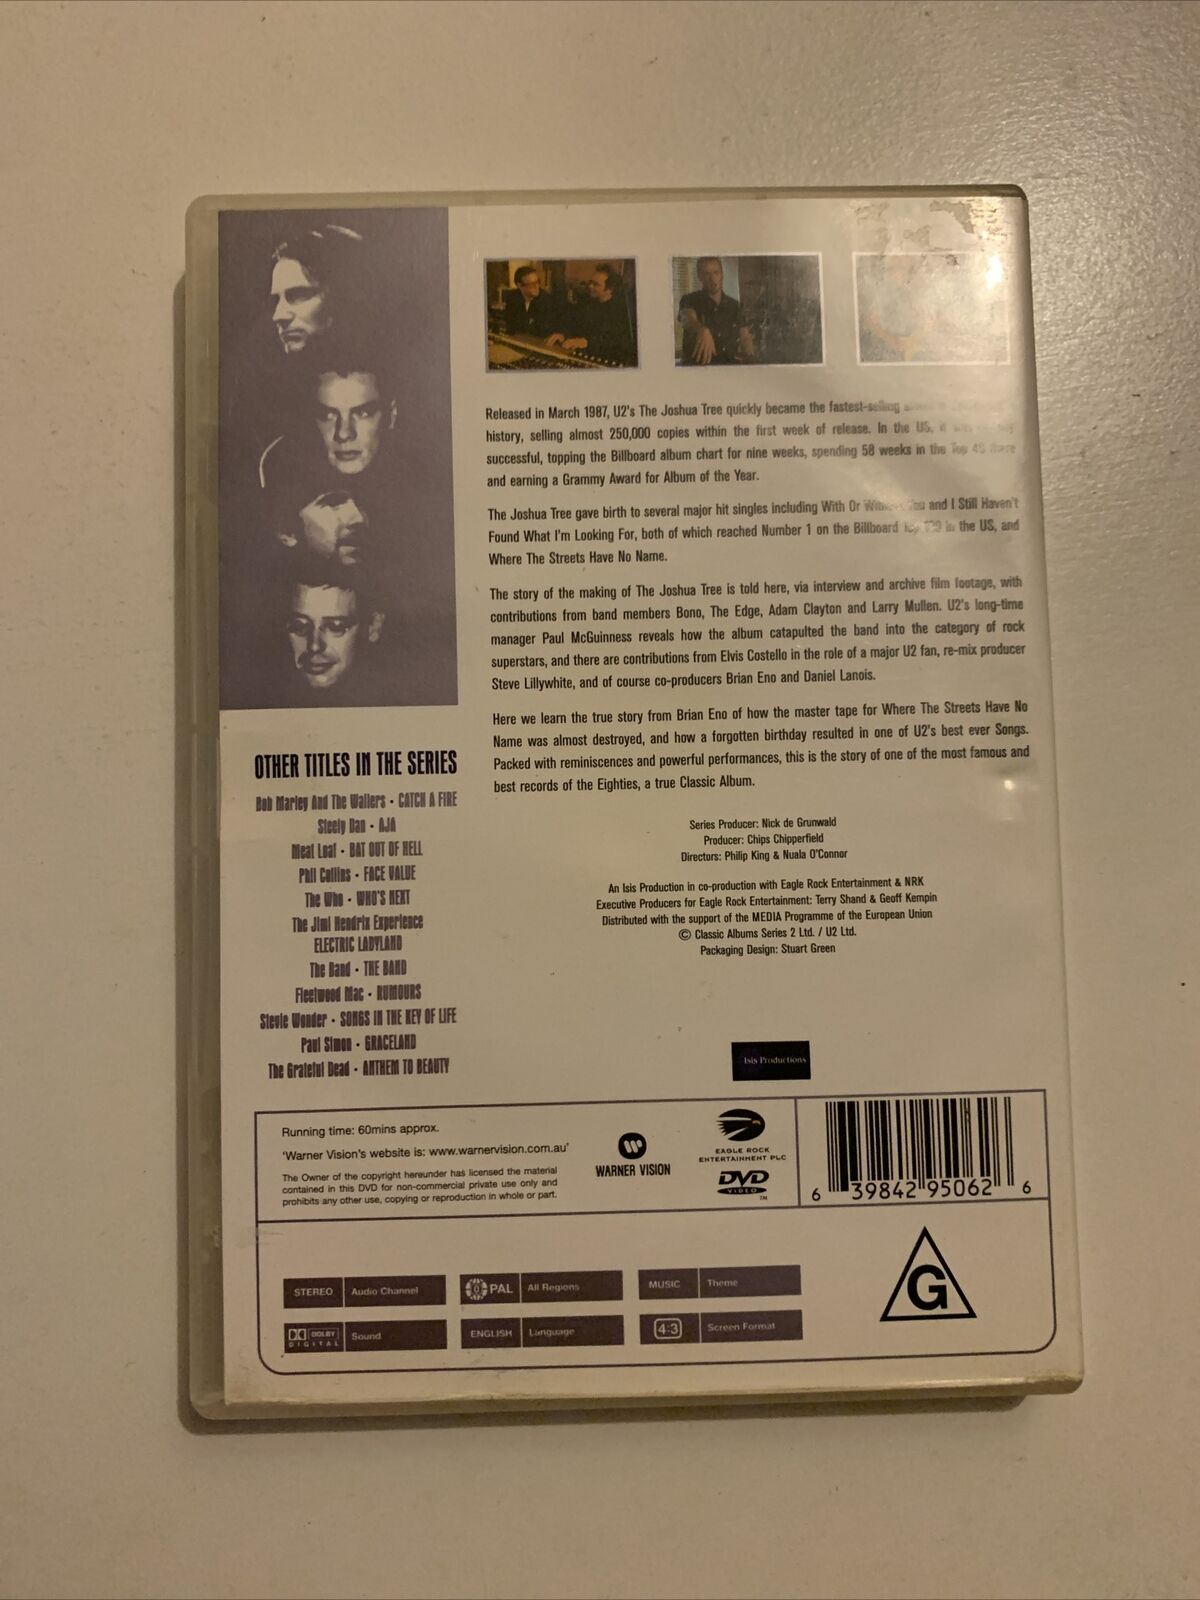 Released in March 1987, U2's The Joshua Tree quickly became the fastest-selling
history, selling almost 250,000 copies within the first week of release. In the US, it
successful, topping the Billboard album chart for nine weeks, spending 58 weeks in the Top 40 there
and earning a Grammy Award for Album of the Year.
The Joshua Tree gave birth to several major hit singles including With Or Without You and I Still Haven't
Found What I'm Looking For, both of which reached Number 1 on the Billboard Top 100 in the US, and
Where The Streets Have No Name.
The story of the making of The Joshua Tree is told here, via interview and archive film footage, with
contributions from band members Bono, The Edge, Adam Clayton and Larry Mullen. U2's long-time
manager Paul McGuinness reveals how the album catapulted the band into the category of rock
superstars, and there are contributions from Elvis Costello in the role of a major U2 fan, re-mix producer
Steve Lillywhite, and of course co-producers Brian Eno and Daniel Lanois.
Here we learn the true story from Brian Eno of how the master tape for Where The Streets Have No
Name was almost destroyed, and how a forgotten birthday resulted in one of U2's best ever Songs.
Packed with reminiscences and powerful performances, this is the story of one of the most famous and
best records of the Eighties, a true Classic Album.
Series Producer: Nick de Grunwald
Producer: Chips Chipperfield
Directors: Philip King & Nuala O'Connor
An Isis Production in co-production with Eagle Rock Entertainment & NRK
Executive Producers for Eagle Rock Entertainment: Terry Shand & Geoff Kempin
Distributed with the support of the MEDIA Programme of the European Union
© Classic Albums Series 2 Ltd. / U2 Ltd.
Packaging Design: Stuart Green
Isis Productions
OTHER TITLES IN THE SERIES
Bob Marley And The Wailers • CATCH A FIRE
Steely Dan • AJA
Meat Loaf • BAT OUT OF HELL
Phil Collins • FACE VALUE
The Who • WHO'S NEXT
The Jimi Hendrix Experience
ELECTRIC LADYLAND
The Band • THE BAND
Fleetwood Mac • RUMOURS
Stevie Wonder • SONGS IN THE KEY OF LIFE
Paul Simon • GRACELAND
The Grateful Dead • ANTHEM TO BEAUTY
Running time: 60mins approx.
'Warner Vision's website is: www.warnervision.com.au'
The Owner of the copyright hereunder has licensed the material
contained in this DVD for non-commercial private use only and
prohibits any other use, copying or reproduction in whole or part.
WARNER VISION
EAGLE ROCK
ENTERTAINMENT PLC
DVD
VIDEO
TM
6 39842 95062 6
STEREO Audio Channel
0 PAL All Regions
MUSIC Theme
DOLBY DIGITAL Sound
ENGLISH Language
4:3 Screen Format
G